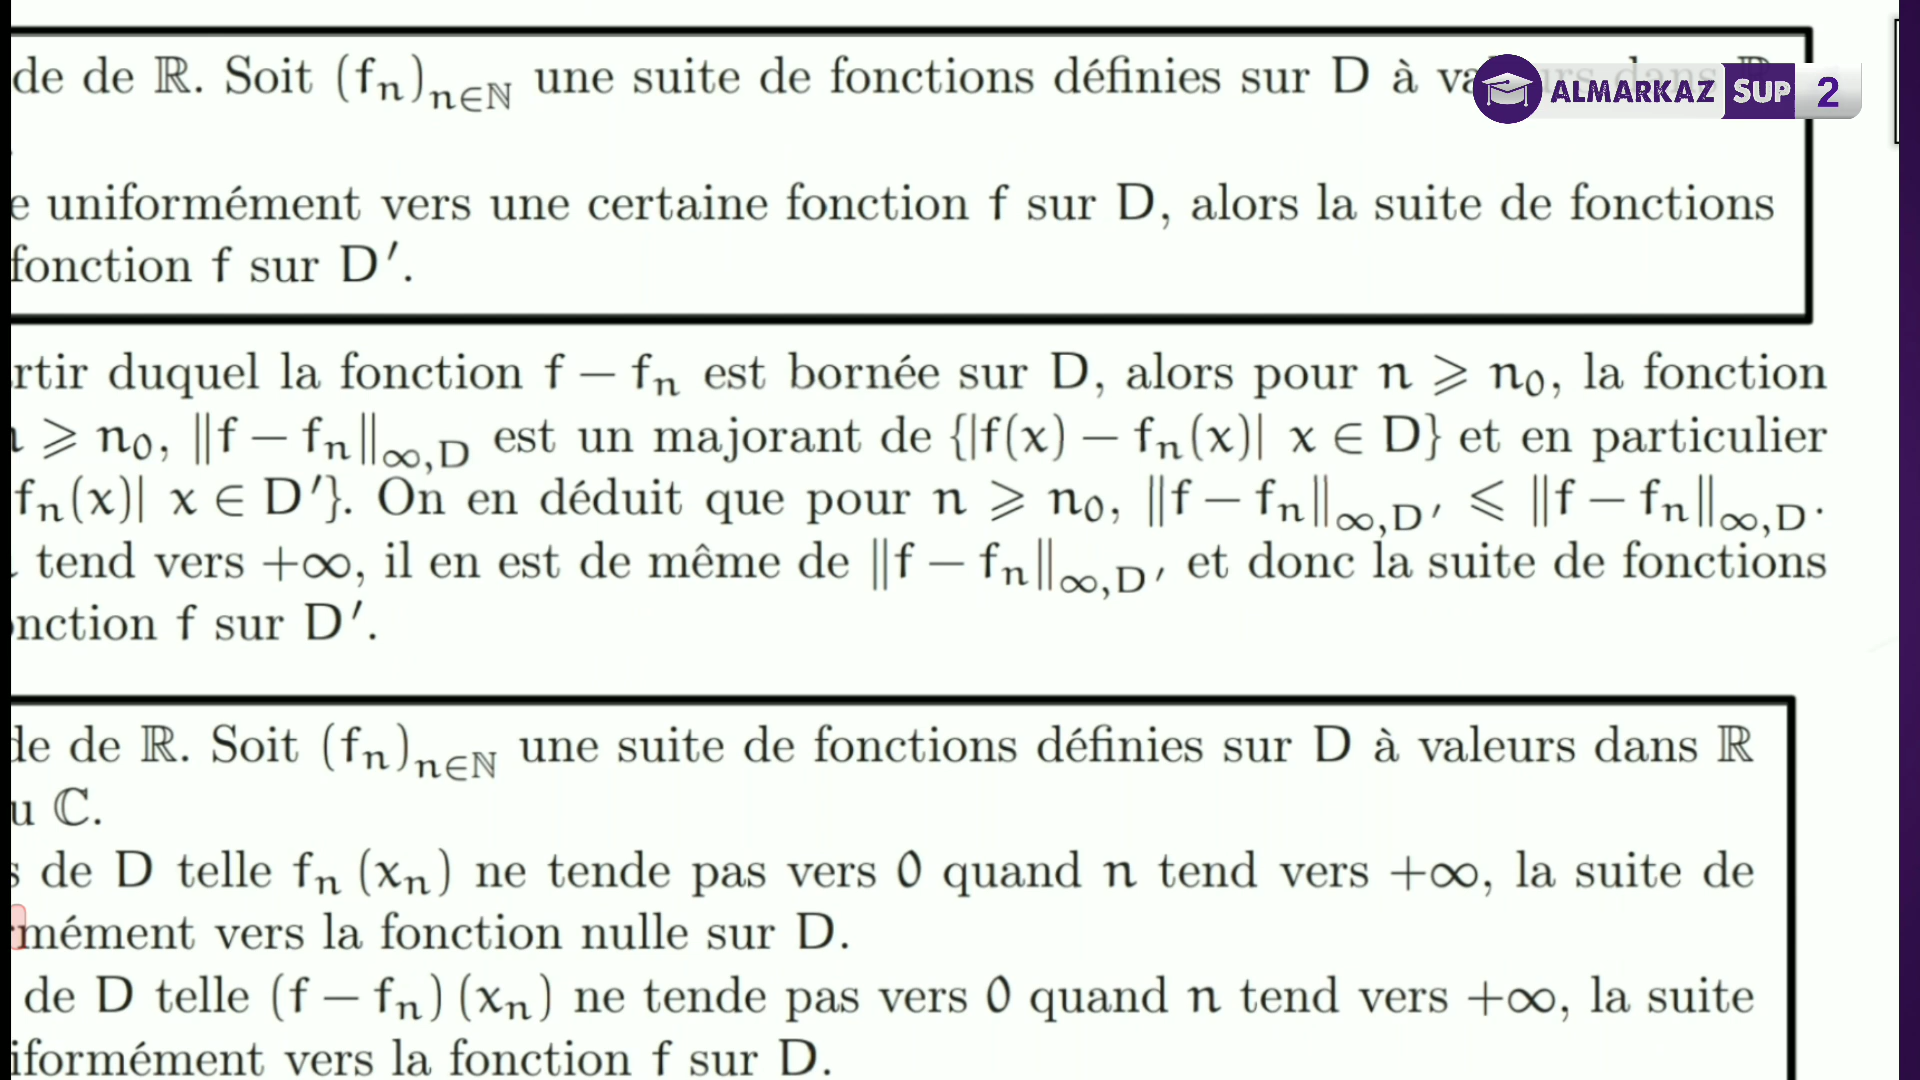 de de ℝ. Soit (fₙ)ₙ∈ℕ une suite de fonctions définies sur D à
ALMARKAZ SUP 2
e uniformément vers une certaine fonction f sur D, alors la suite de fonctions
fonction f sur D′.
rtir duquel la fonction f − fₙ est bornée sur D, alors pour n ⩾ n₀, la fonction
⩾ n₀, ‖f − fₙ‖∞,D est un majorant de {|f(x) − fₙ(x)| x ∈ D} et en particulier
fₙ(x)| x ∈ D′}. On en déduit que pour n ⩾ n₀, ‖f − fₙ‖∞,D′ ⩽ ‖f − fₙ‖∞,D.
tend vers +∞, il en est de même de ‖f − fₙ‖∞,D′ et donc la suite de fonctions
nction f sur D′.
de de ℝ. Soit (fₙ)ₙ∈ℕ une suite de fonctions définies sur D à valeurs dans ℝ
u ℂ.
s de D telle fₙ (xₙ) ne tende pas vers 0 quand n tend vers +∞, la suite de
mément vers la fonction nulle sur D.
de D telle (f − fₙ) (xₙ) ne tende pas vers 0 quand n tend vers +∞, la suite
iformément vers la fonction f sur D.